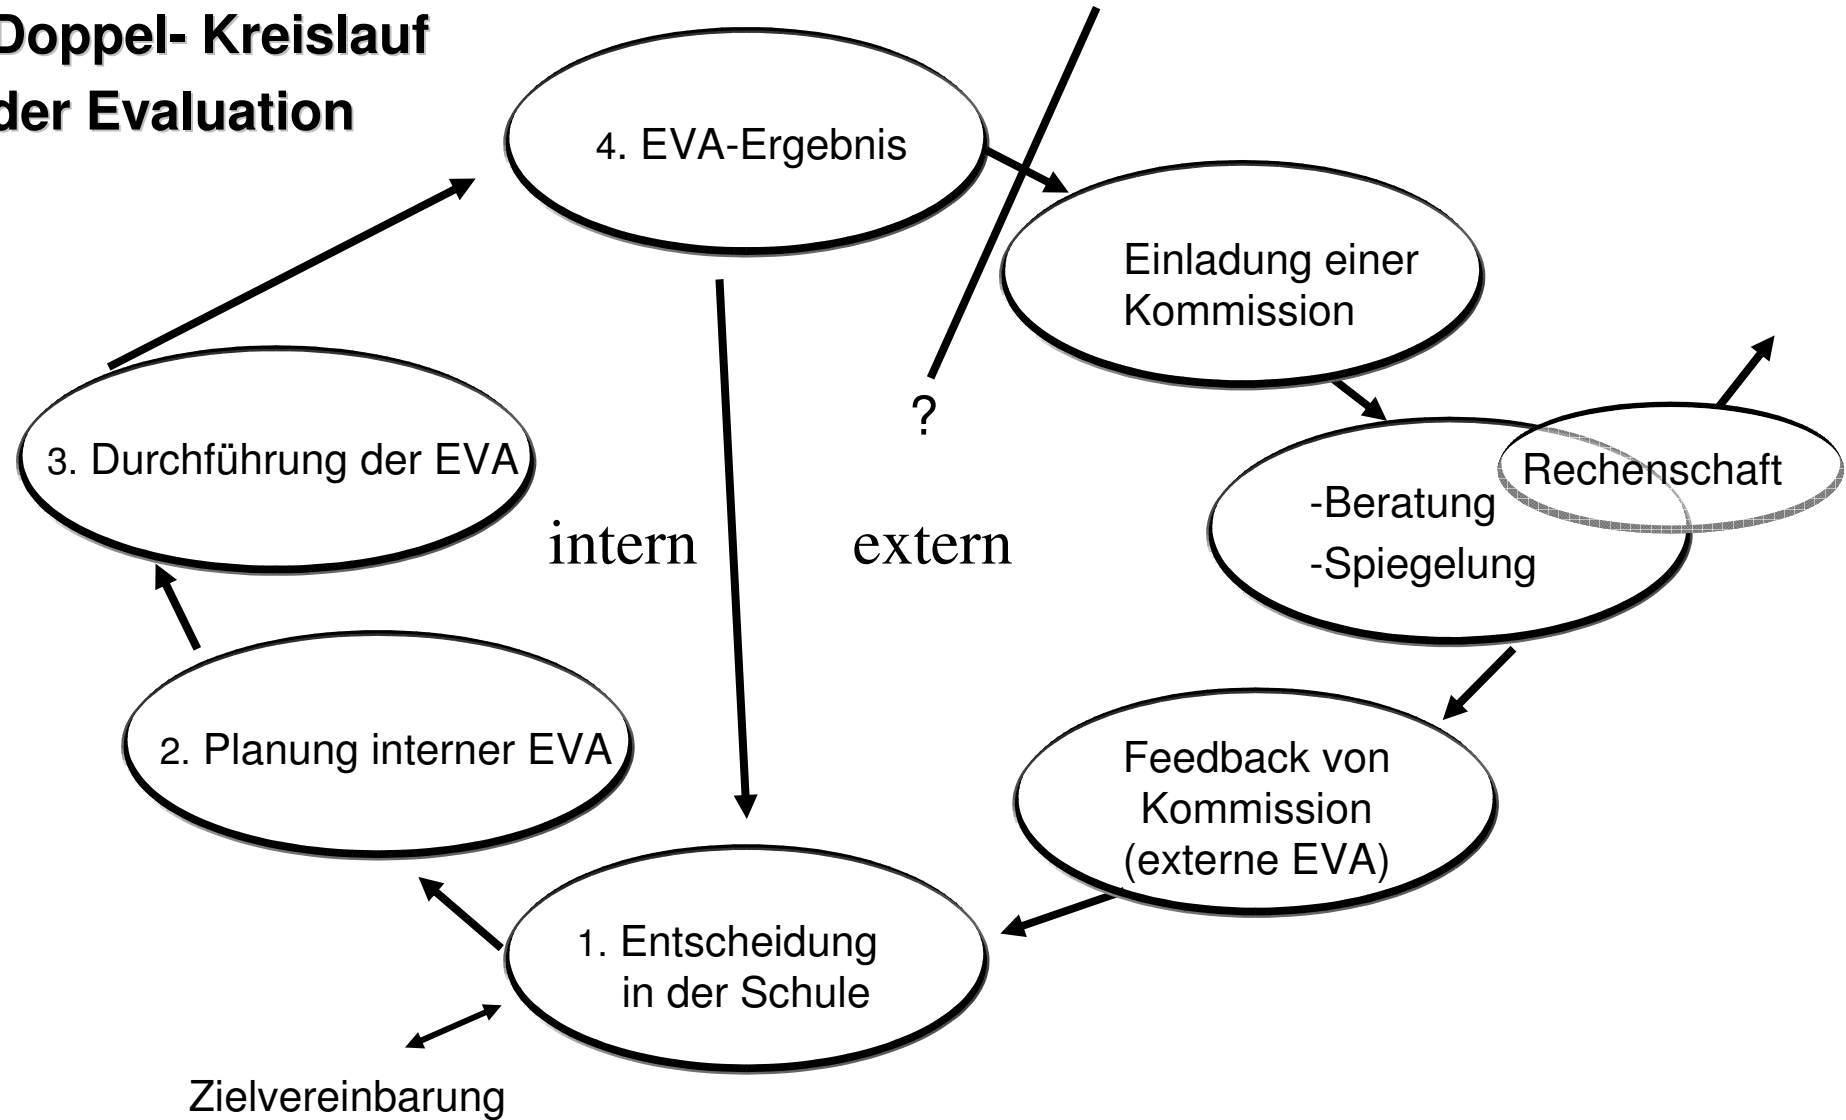 Doppel- Kreislauf
der Evaluation
4. EVA-Ergebnis
Einladung einer
Kommission
?
3. Durchführung der EVA
Rechenschaft
-Beratung
-Spiegelung
intern
extern
2. Planung interner EVA
Feedback von
Kommission
(externe EVA)
1. Entscheidung
in der Schule
Zielvereinbarung